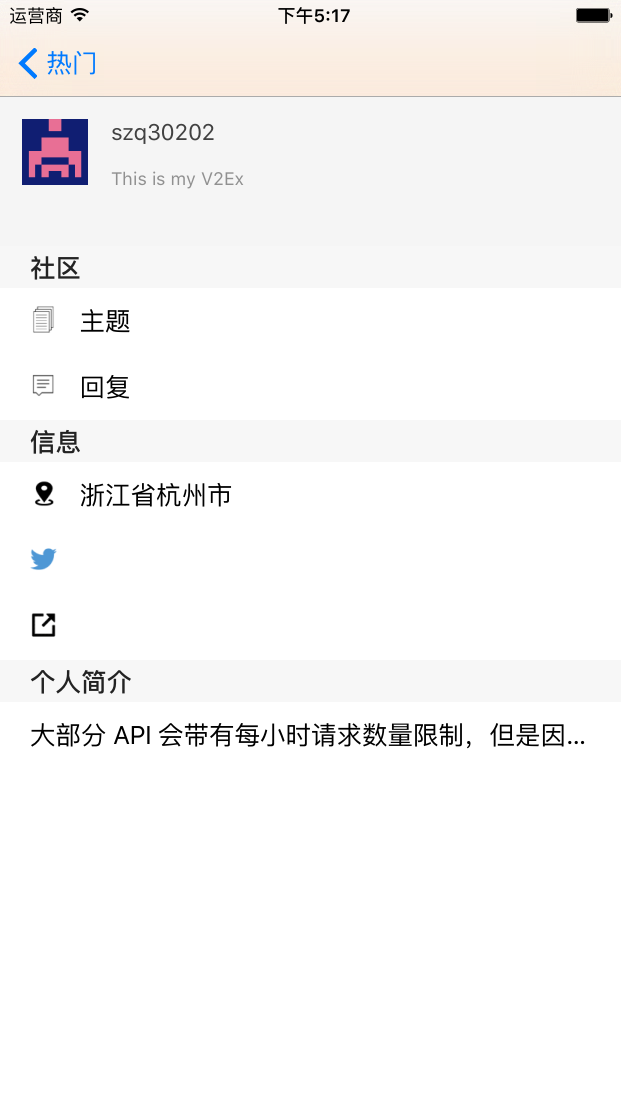 运营商 下午5:17
热门
szq30202
This is my V2Ex
社区
主题
回复
信息
浙江省杭州市
个人简介
大部分 API 会带有每小时请求数量限制，但是因...